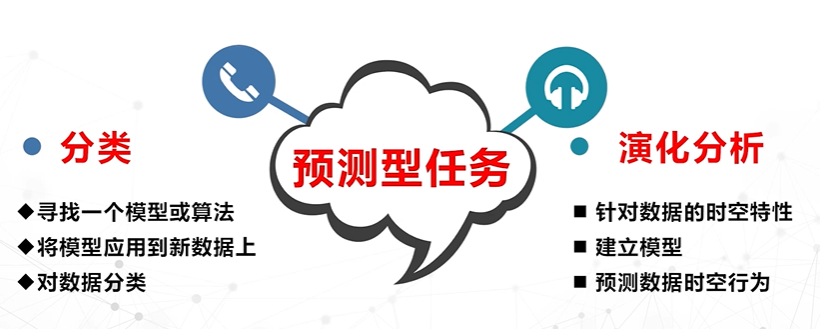 预测型任务
分类
◆寻找一个模型或算法
◆将模型应用到新数据上
◆对数据分类
演化分析
■ 针对数据的时空特性
■ 建立模型
■ 预测数据时空行为